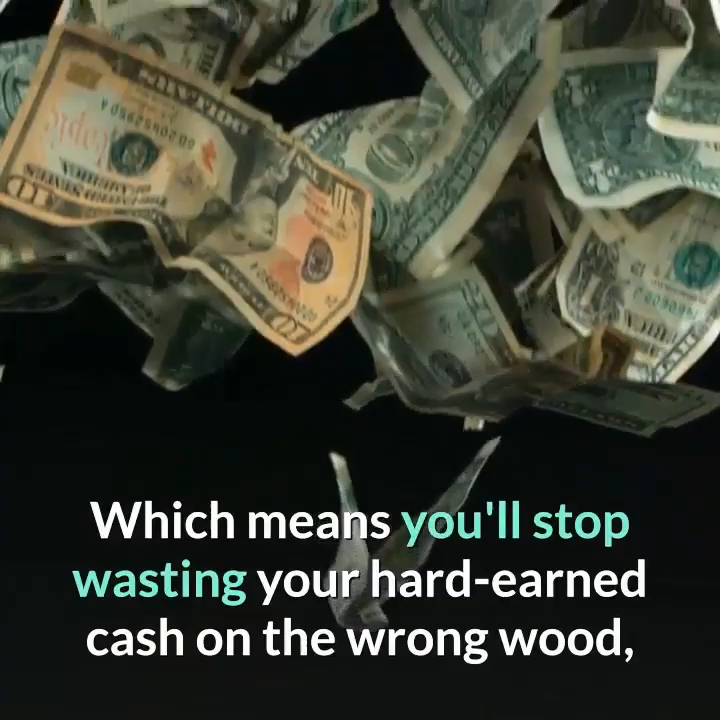 Which means you'll stop
wasting your hard-earned
cash on the wrong wood,